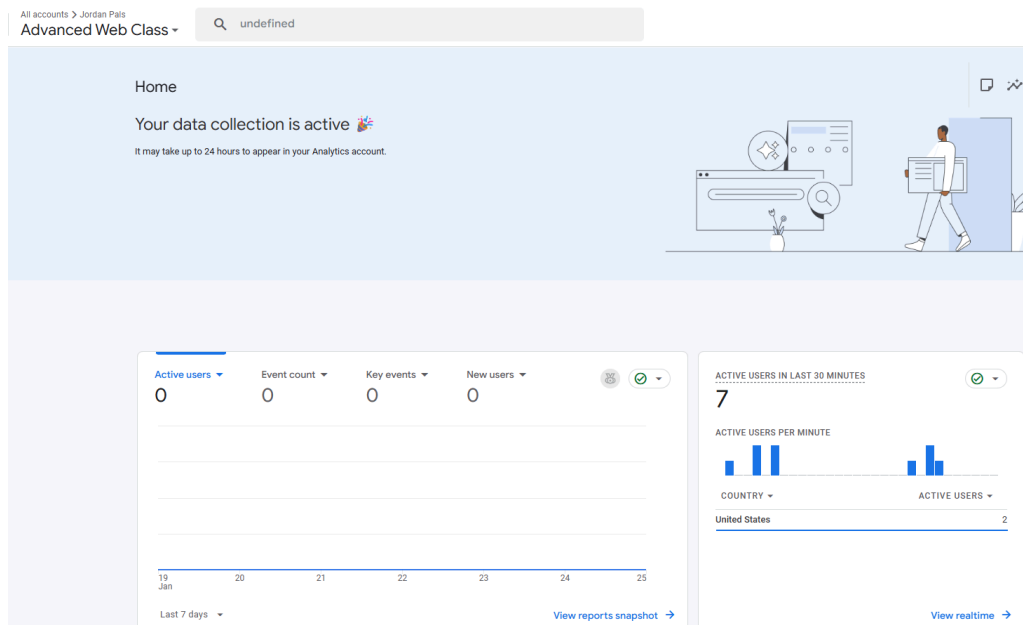 All accounts > Jordan Pals
Advanced Web Class
undefined
Home
Your data collection is active 🎉
It may take up to 24 hours to appear in your Analytics account.
Active users Event count Key events New users
0 0 0 0
19 20 21 22 23 24 25
Jan
Last 7 days
View reports snapshot →
ACTIVE USERS IN LAST 30 MINUTES
7
ACTIVE USERS PER MINUTE
COUNTRY ACTIVE USERS
United States 2
View realtime →